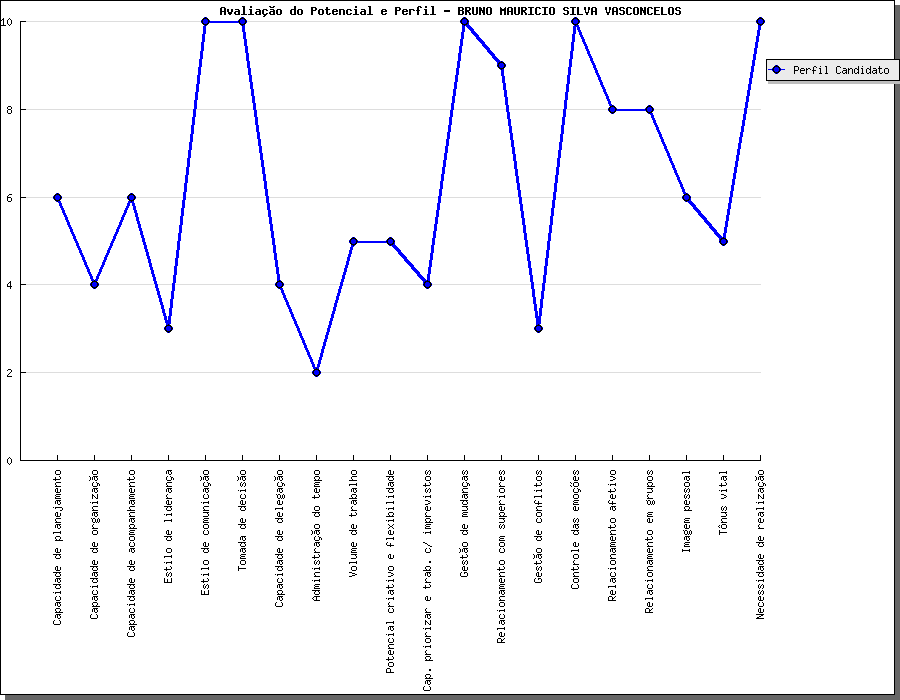 Avaliação do Potencial e Perfil - BRUNO MAURICIO SILVA VASCONCELOS
10
8
6
4
2
0
Perfil Candidato
Capacidade de planejamento
Capacidade de organização
Capacidade de acompanhamento
Estilo de liderança
Estilo de comunicação
Tomada de decisão
Capacidade de delegação
Administração do tempo
Volume de trabalho
Potencial criativo e flexibilidade
Cap. priorizar e trab. c/ imprevistos
Gestão de mudanças
Relacionamento com superiores
Gestão de conflitos
Controle das emoções
Relacionamento afetivo
Relacionamento em grupos
Imagem pessoal
Tônus vital
Necessidade de realização